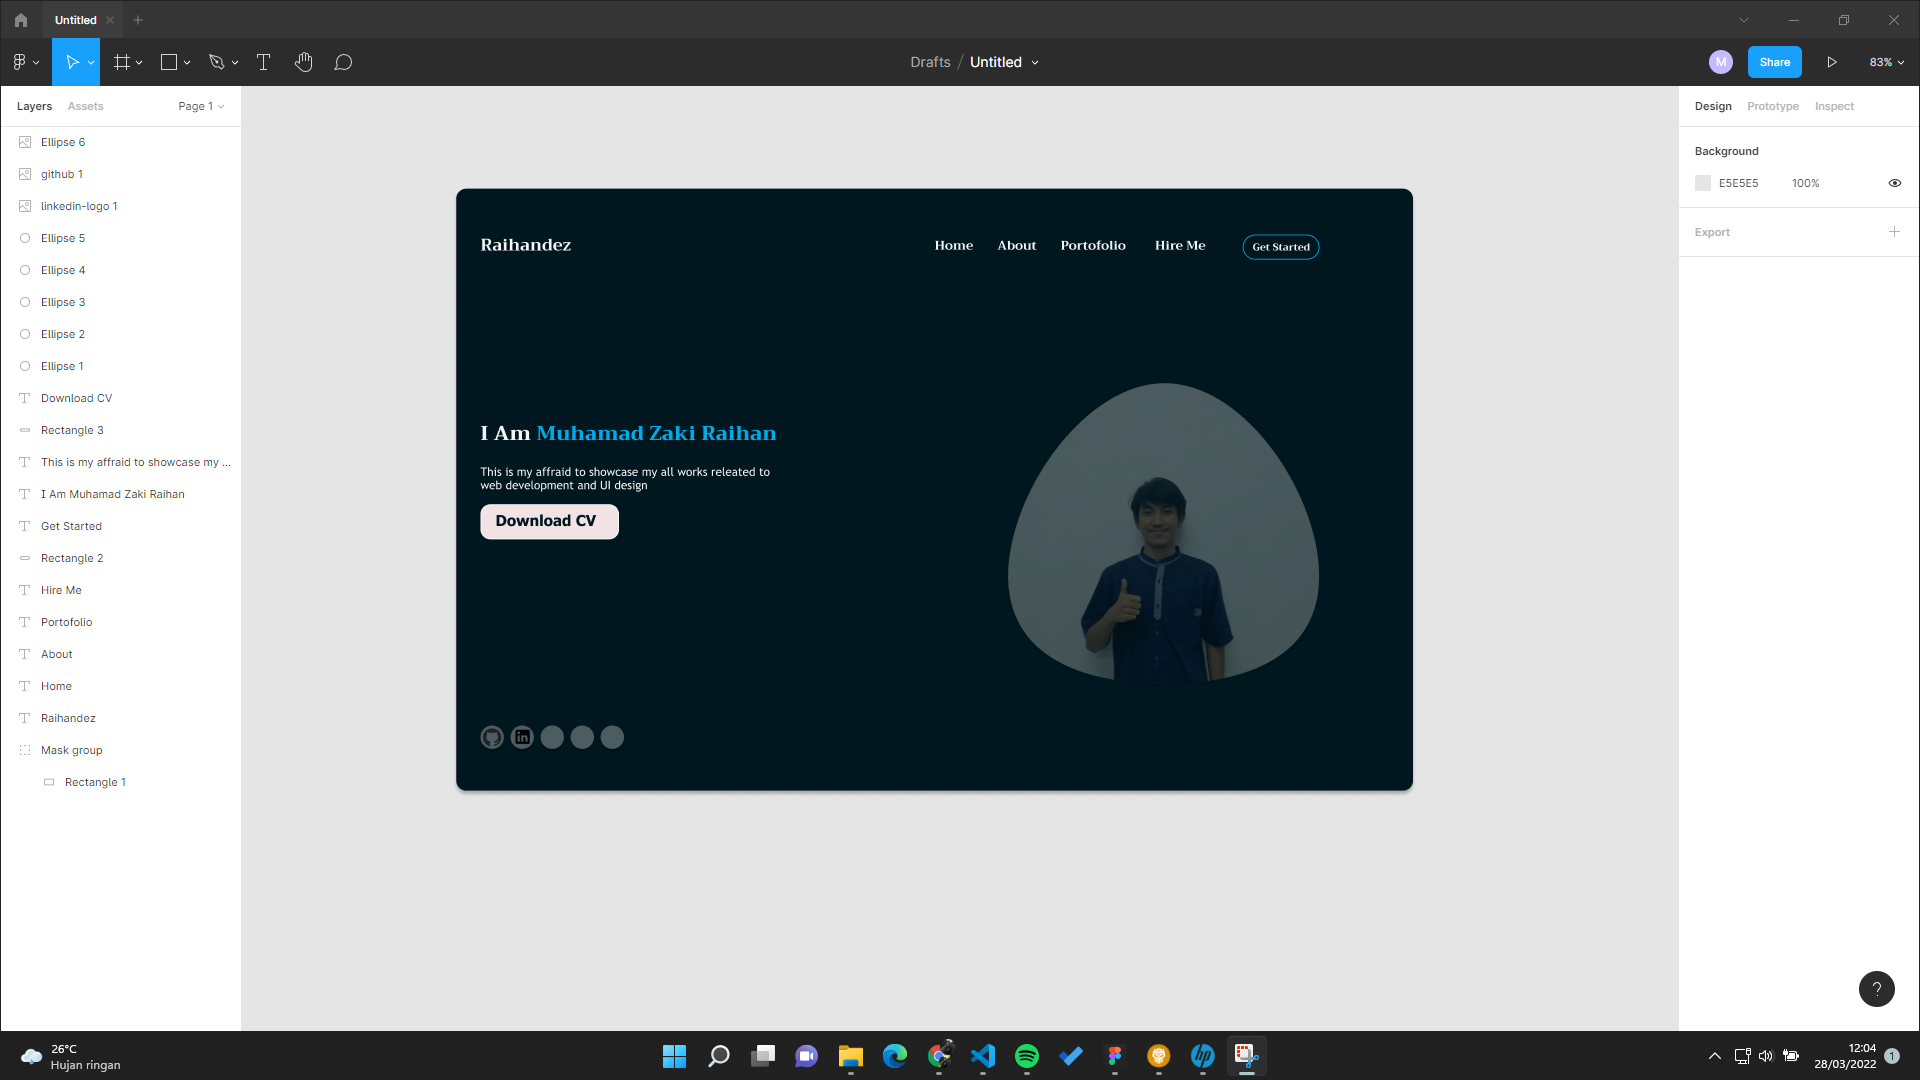 Untitled
Drafts / Untitled
M
Share
83%
Layers
Assets
Page 1
Design
Prototype
Inspect
Ellipse 6
github 1
linkedin-logo 1
Ellipse 5
Ellipse 4
Ellipse 3
Ellipse 2
Ellipse 1
Download CV
Rectangle 3
This is my affraid to showcase my ...
I Am Muhamad Zaki Raihan
Get Started
Rectangle 2
Hire Me
Portofolio
About
Home
Raihandez
Mask group
Rectangle 1
Raihandez
Home
About
Portofolio
Hire Me
Get Started
I Am Muhamad Zaki Raihan
This is my affraid to showcase my all works releated to
web development and UI design
Download CV
in
Background
E5E5E5
100%
Export
?
26°C
Hujan ringan
hp
12:04
28/03/2022
1